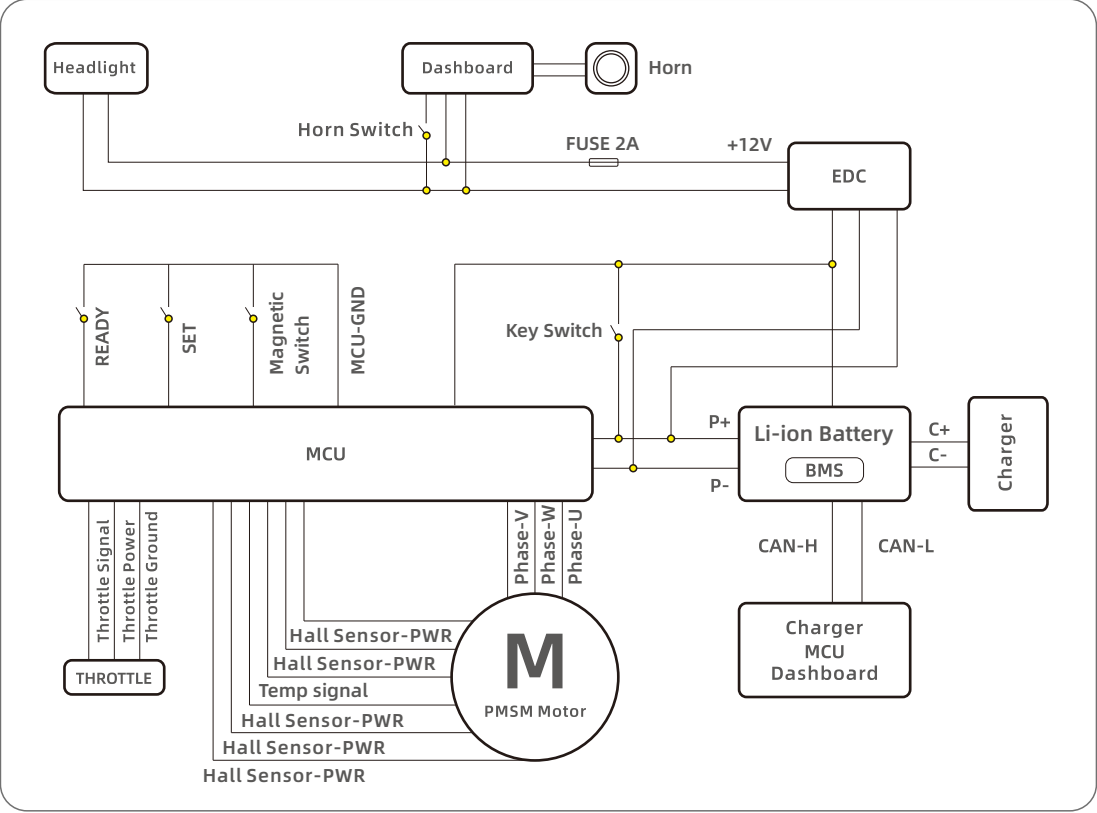 Headlight
Dashboard
Horn
Horn Switch
FUSE 2A
+12V
EDC
READY
SET
Magnetic
Switch
MCU-GND
Key Switch
MCU
P+
P-
Li-ion Battery
BMS
C+
C-
Charger
Throttle Signal
Throttle Power
Throttle Ground
THROTTLE
Phase-V
Phase-W
Phase-U
CAN-H
CAN-L
Hall Sensor-PWR
Hall Sensor-PWR
Temp signal
Hall Sensor-PWR
Hall Sensor-PWR
Hall Sensor-PWR
M
PMSM Motor
Charger
MCU
Dashboard